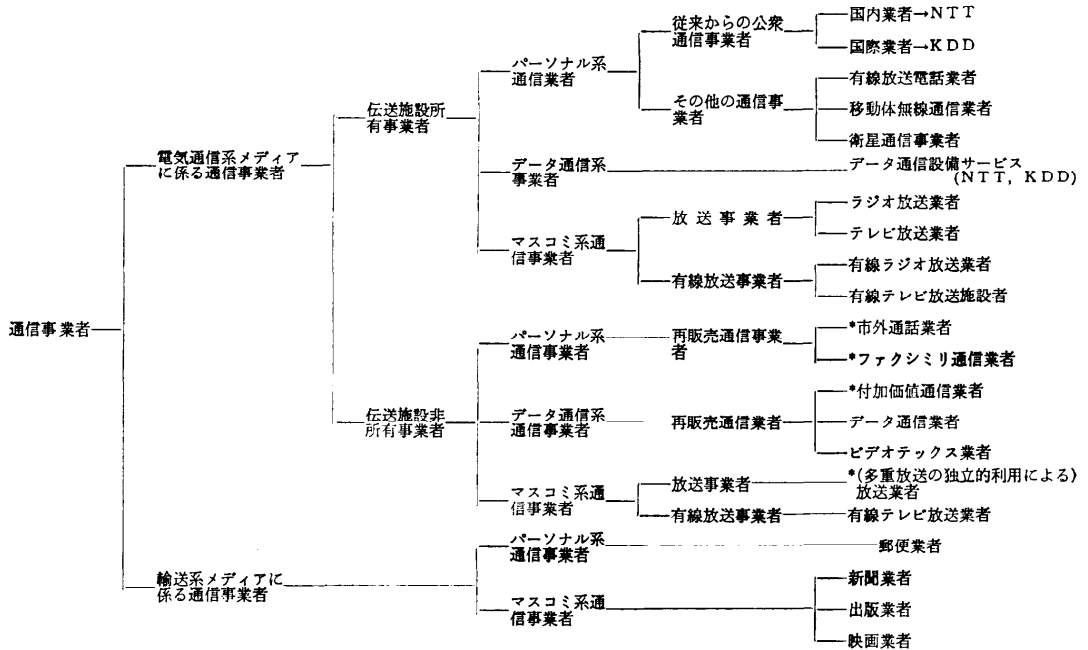 従来からの公衆
通信事業者
国内業者→NTT
国際業者→KDD
パーソナル系
通信業者
その他の通信事
業者
有線放送電話業者
移動体無線通信業者
衛星通信事業者
伝送施設所
有事業者
電気通信系メディア
に係る通信事業者
データ通信系
事業者
データ通信設備サービス
(NTT, KDD)
マスコミ系通
信事業者
放送事業者
ラジオ放送業者
テレビ放送業者
有線放送事業者
有線ラジオ放送業者
有線テレビ放送施設者
通信事業者
パーソナル系
通信事業者
再販売通信事業
者
*市外通話業者
*ファクシミリ通信業者
伝送施設非
所有事業者
データ通信系
通信事業者
再販売通信業者
*付加価値通信業者
データ通信業者
ビデオテックス業者
マスコミ系通
信事業者
放送事業者
*(多重放送の独立的利用による)
放送業者
有線放送事業者
有線テレビ放送業者
輸送系メディアに
係る通信事業者
パーソナル系
通信事業者
郵便業者
マスコミ系通
信事業者
新聞業者
出版業者
映画業者